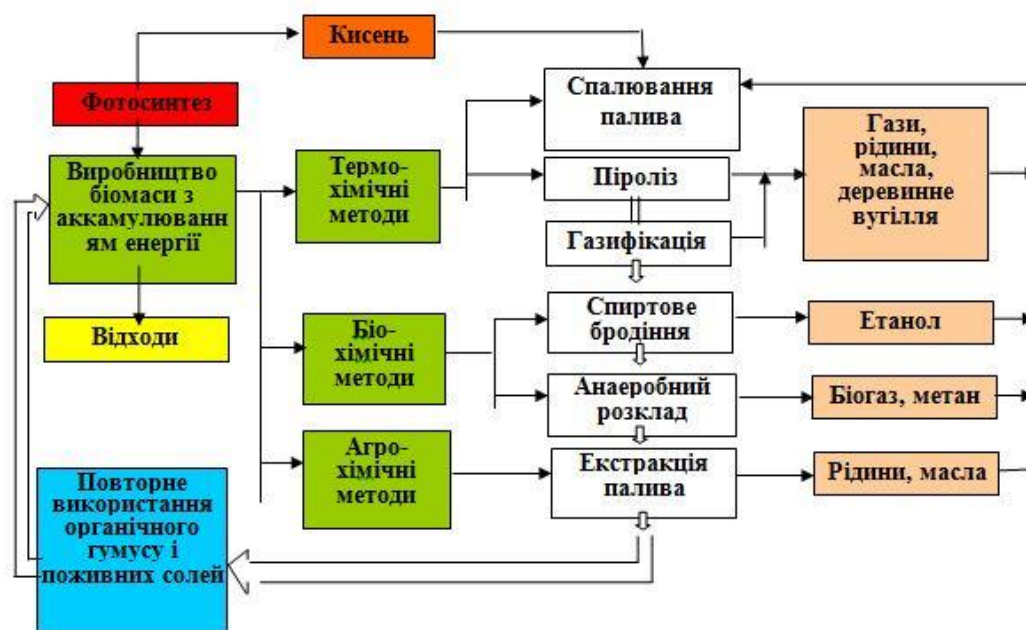 Кисень
Фотосинтез
Спалювання
палива
Виробництво
біомаси з
аккамулюванн
ям енергії
Термо-
хімічні
методи
Піроліз
Газифікація
Гази,
рідини,
масла,
деревинне
вугілля
Відходи
Біо-
хімічні
методи
Спиртове
бродіння
Етанол
Анаеробний
розклад
Біогаз, метан
Агро-
хімічні
методи
Екстракція
палива
Рідини, масла
Повторне
використання
органічного
гумусу і
поживних солей